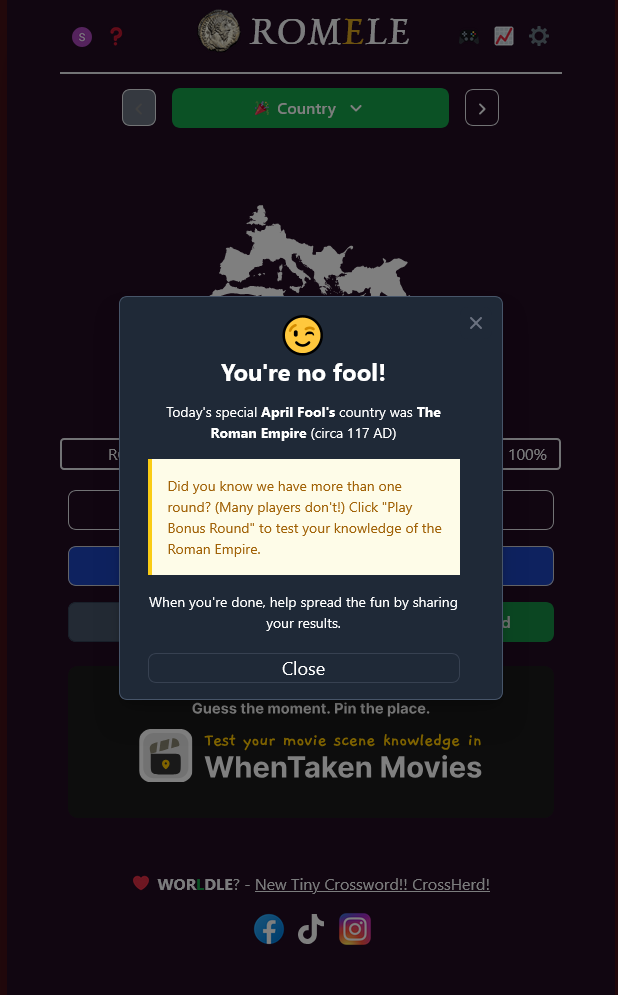 S
ROMELE
Country
You're no fool!
Today's special April Fool's country was The
Roman Empire (circa 117 AD)
100%
Did you know we have more than one
round? (Many players don't!) Click "Play
Bonus Round" to test your knowledge of the
Roman Empire.
When you're done, help spread the fun by sharing
your results.
Close
Guess the moment. Pin the place.
Test your movie scene knowledge in
WhenTaken Movies
WORLDLE? - New Tiny Crossword!! CrossHerd!